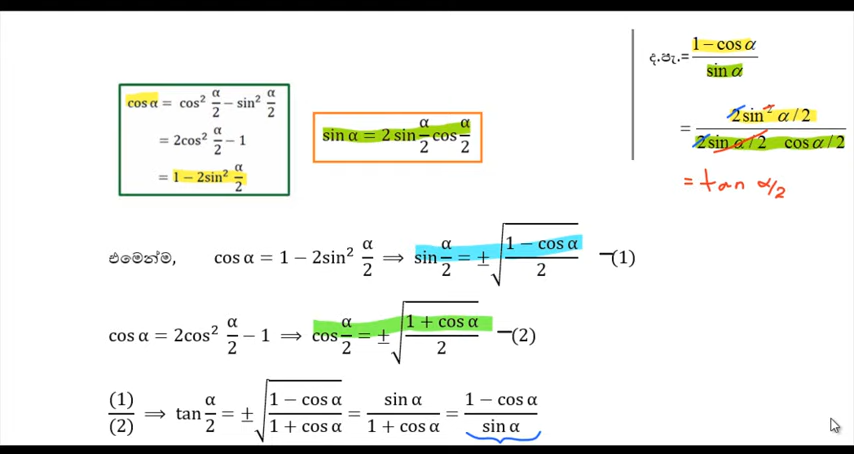 cos α = cos² α/2 − sin² α/2
= 2cos² α/2 − 1
= 1 − 2sin² α/2
sin α = 2 sin α/2 cos α/2
ද.පැ.= (1 − cos α)/(sin α)
= (2sin² α/2)/(2sin α/2 cos α/2)
= tan α/2
එමෙන්ම, cos α = 1 − 2sin² α/2 ⟹ sin α/2 = ± √((1 − cos α)/2) —(1)
cos α = 2cos² α/2 − 1 ⟹ cos α/2 = ± √((1 + cos α)/2) —(2)
(1)/(2) ⟹ tan α/2 = ± √((1 − cos α)/(1 + cos α)) = (sin α)/(1 + cos α) = (1 − cos α)/(sin α)